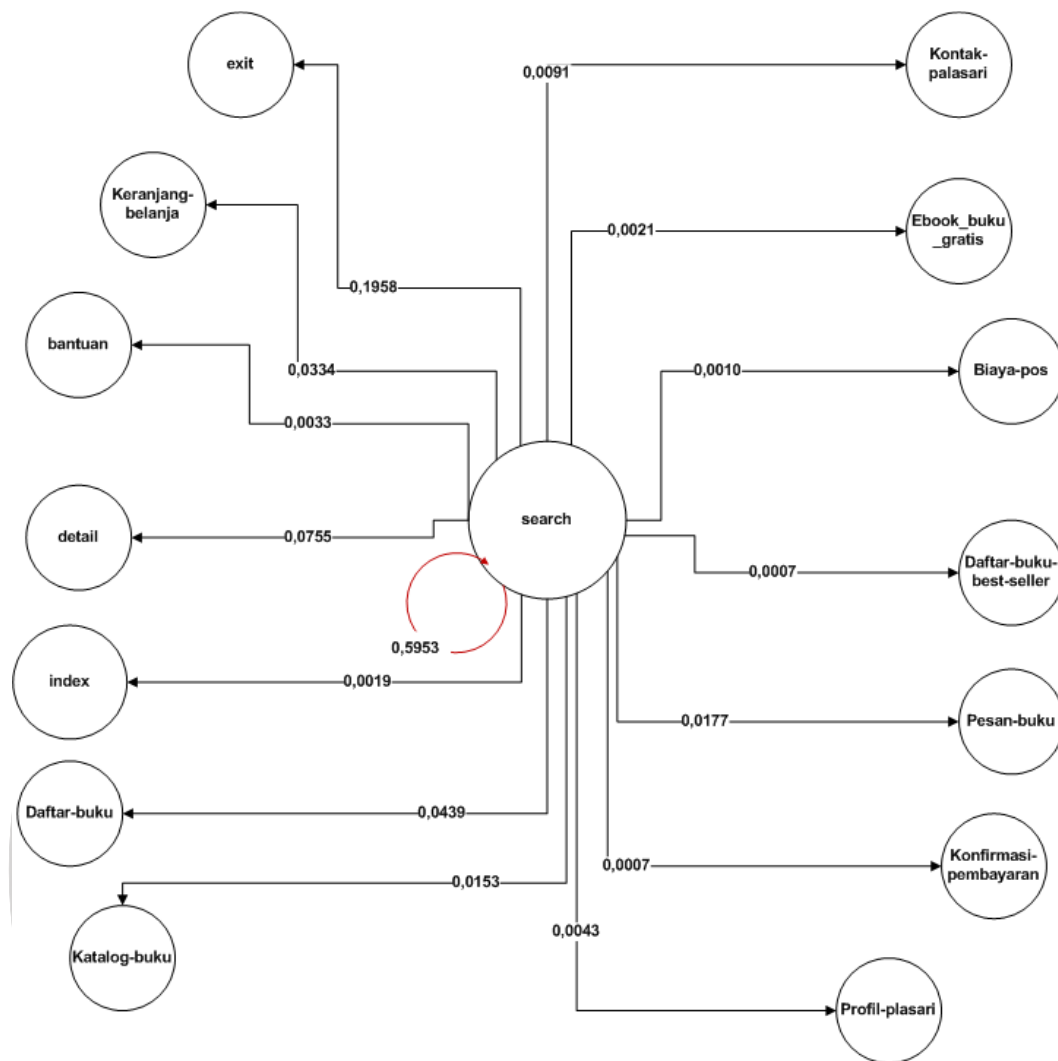 exit
0,0091
Kontak-
palasari
Keranjang-
belanja
Ebook_buku
_gratis
0,0021
0,1958
bantuan
0,0334
0,0010
Biaya-pos
0,0033
search
detail
0,0755
0,0007
Daftar-buku-
best-seller
0,5953
index
0,0019
0,0177
Pesan-buku
Daftar-buku
0,0439
0,0007
Konfirmasi-
pembayaran
0,0153
0,0043
Katalog-buku
Profil-plasari